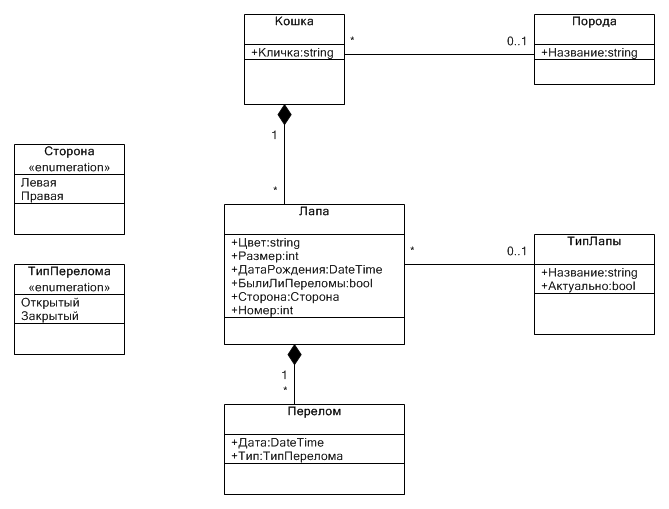 Кошка
+Кличка:string
*
0..1
Порода
+Название:string
1
*
Сторона
«enumeration»
Левая
Правая
Лапа
+Цвет:string
+Размер:int
+ДатаРождения:DateTime
+БылиЛиПереломы:bool
+Сторона:Сторона
+Номер:int
*
0..1
ТипЛапы
+Название:string
+Актуально:bool
ТипПерелома
«enumeration»
Открытый
Закрытый
1
*
Перелом
+Дата:DateTime
+Тип:ТипПерелома